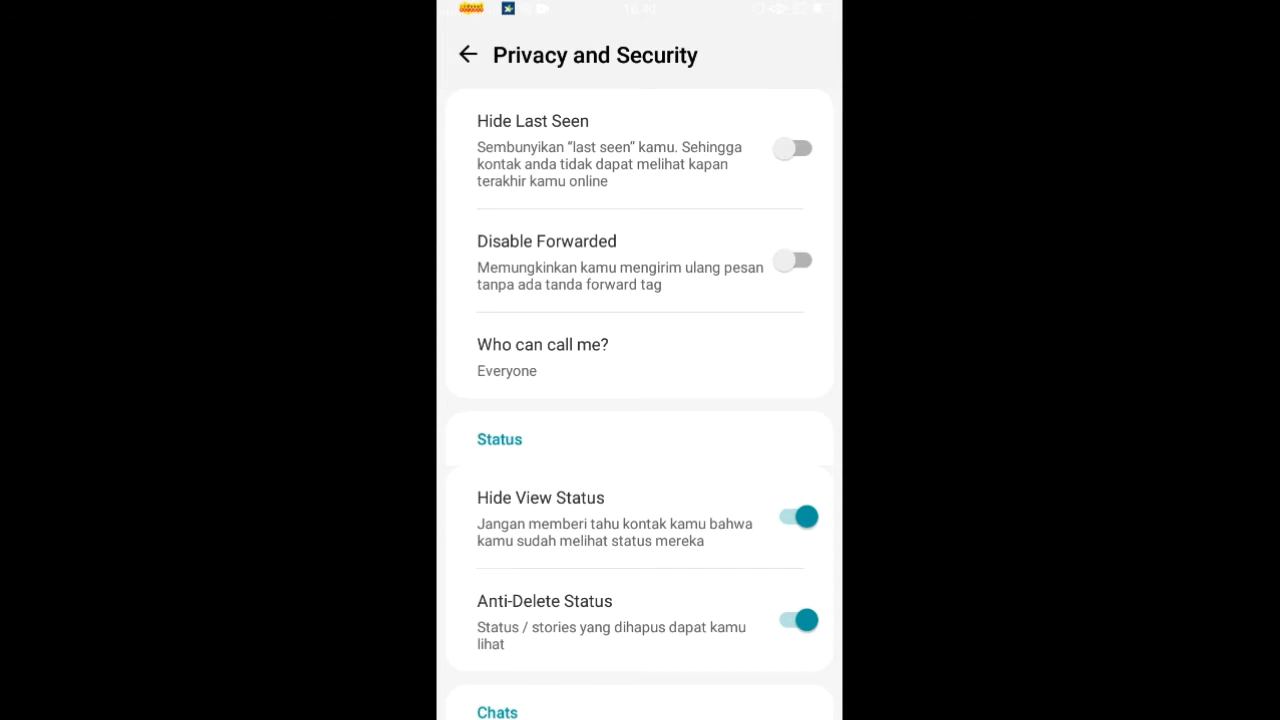 16.40
Privacy and Security
Hide Last Seen
Sembunyikan “last seen” kamu. Sehingga
kontak anda tidak dapat melihat kapan
terakhir kamu online
Disable Forwarded
Memungkinkan kamu mengirim ulang pesan
tanpa ada tanda forward tag
Who can call me?
Everyone
Status
Hide View Status
Jangan memberi tahu kontak kamu bahwa
kamu sudah melihat status mereka
Anti-Delete Status
Status / stories yang dihapus dapat kamu
lihat
Chats